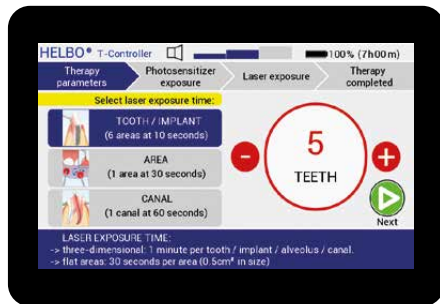 HELBO® T-Controller 100% (7h00m)
Therapy parameters
Photosensitizer exposure
Laser exposure
Therapy completed
Select laser exposure time:
TOOTH / IMPLANT
(6 areas at 10 seconds)
AREA
(1 area at 30 seconds)
CANAL
(1 canal at 60 seconds)
-
5
TEETH
+
Next
LASER EXPOSURE TIME:
-> three-dimensional: 1 minute per tooth / implant / alveolus / canal.
-> flat areas: 30 seconds per area (0.5cm² in size)